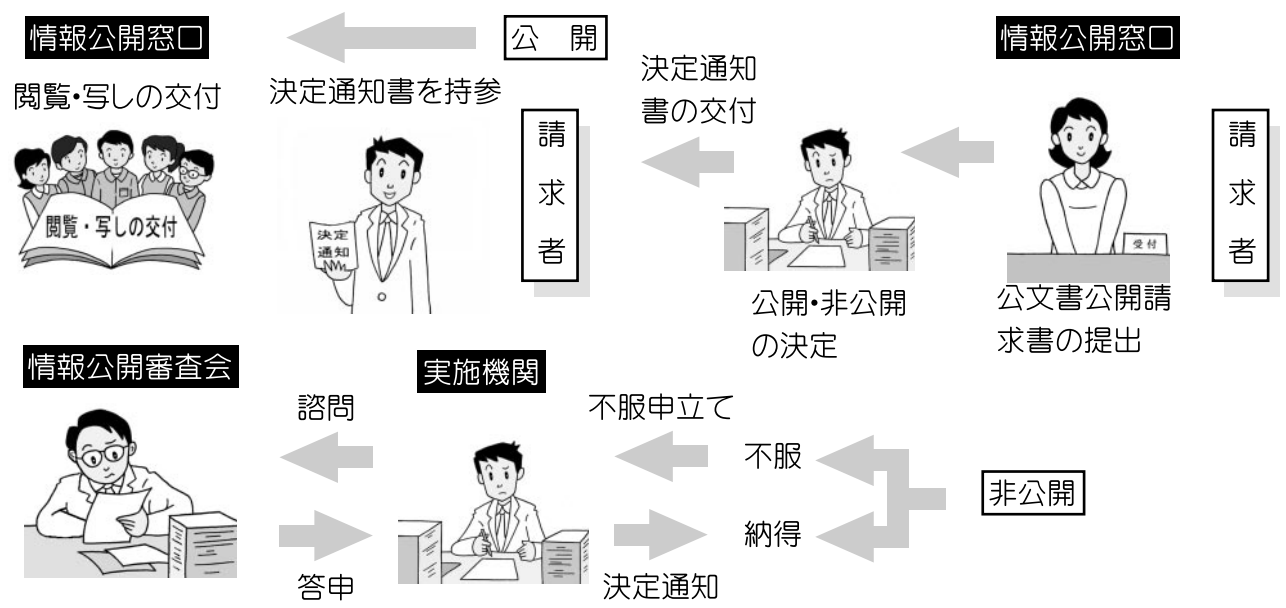 情報公開窓口
公　開
情報公開窓口
閲覧・写しの交付
決定通知書を持参
決定通知
書の交付
請求者
請求者
閲覧・写しの交付
決定
通知
受付
公開・非公開
の決定
公文書公開請
求書の提出
情報公開審査会
実施機関
諮問
不服申立て
不服
非公開
納得
答申
決定通知